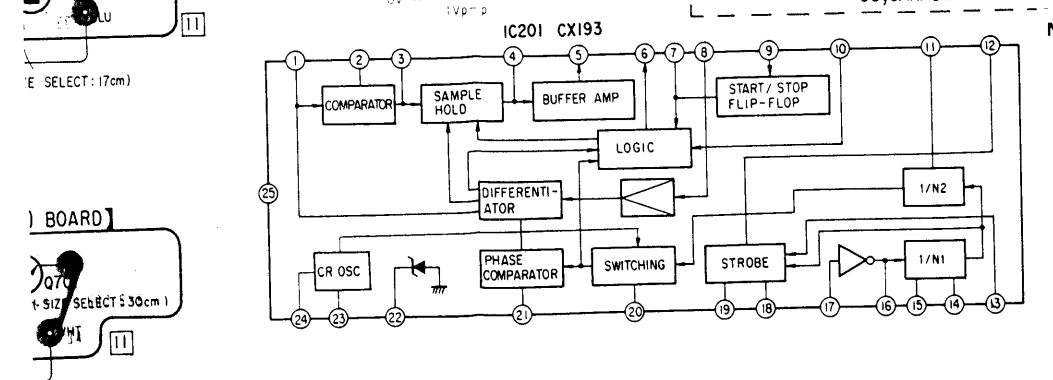 LU
11
1Vp-p
E SELECT:17cm)
IC201 CX193
1
2
3
4
5
6
7
8
9
10
11
12
COMPARATOR
SAMPLE
HOLD
BUFFER AMP
START/STOP
FLIP-FLOP
LOGIC
25
DIFFERENTI-
ATOR
1/N2
) BOARD]
CR OSC
PHASE
COMPARATOR
SWITCHING
STROBE
1/N1
Q70
SIZE SELECT:30cm)
11
24
23
22
21
20
19
18
17
16
15
14
13